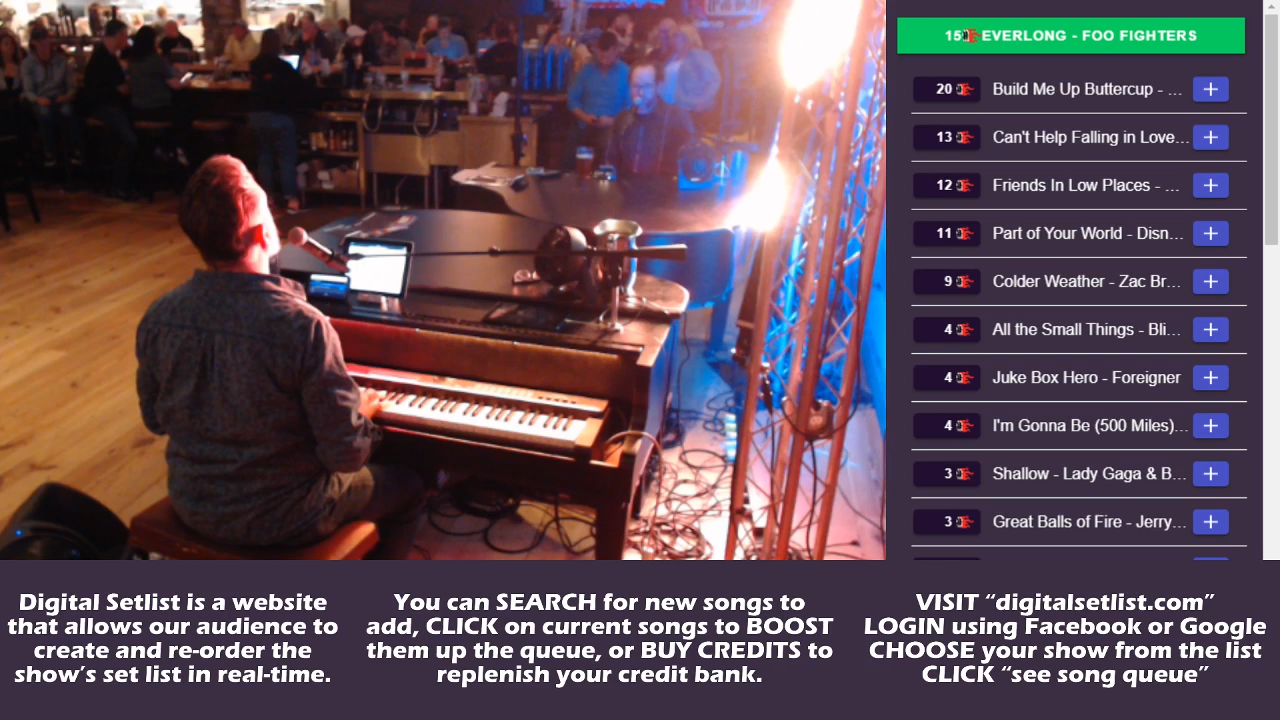 15 EVERLONG - FOO FIGHTERS
20 Build Me Up Buttercup - ...
13 Can't Help Falling in Love...
12 Friends In Low Places - ...
11 Part of Your World - Disn...
9 Colder Weather - Zac Br...
4 All the Small Things - Bli...
4 Juke Box Hero - Foreigner
4 I'm Gonna Be (500 Miles)...
3 Shallow - Lady Gaga & B...
3 Great Balls of Fire - Jerry...
Digital Setlist is a website
that allows our audience to
create and re-order the
show's set list in real-time.
You can SEARCH for new songs to
add, CLICK on current songs to BOOST
them up the queue, or BUY CREDITS to
replenish your credit bank.
VISIT “digitalsetlist.com”
LOGIN using Facebook or Google
CHOOSE your show from the list
CLICK “see song queue”